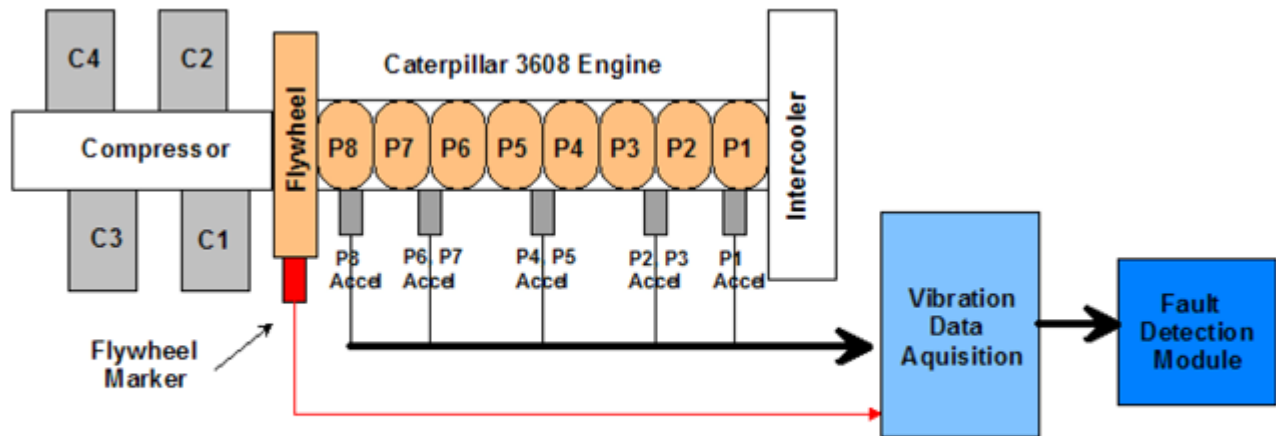 C4
C2
Caterpillar 3608 Engine
Compressor
Flywheel
P8
P7
P6
P5
P4
P3
P2
P1
Intercooler
C3
C1
P8
Accel
P6, P7
Accel
P4, P5
Accel
P2, P3
Accel
P1
Accel
Flywheel
Marker
Vibration
Data
Aquisition
Fault
Detection
Module